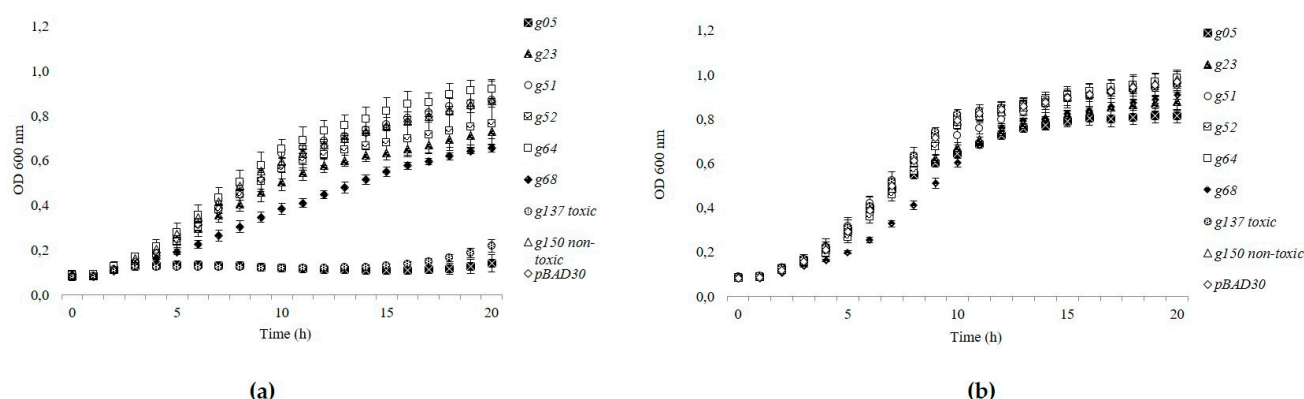 1,2
1,0
0,8
0,6
0,4
0,2
0,0
OD 600 nm
0
5
10
15
20
Time (h)
g05
g23
g51
g52
g64
g68
g137 toxic
g150 non-
toxic
pBAD30
(a)
1,2
1,0
0,8
0,6
0,4
0,2
0,0
OD 600 nm
0
5
10
15
20
Time (h)
g05
g23
g51
g52
g64
g68
g137 toxic
g150 non-toxic
pBAD30
(b)